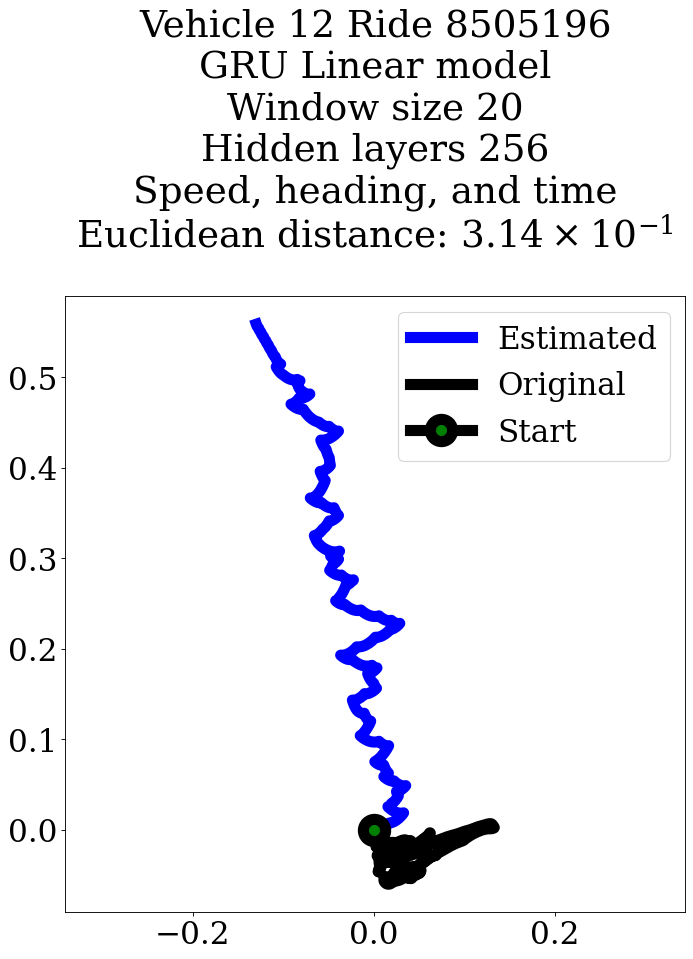 Vehicle 12 Ride 8505196
GRU Linear model
Window size 20
Hidden layers 256
Speed, heading, and time
Euclidean distance: 3.14 × 10⁻¹
Estimated
Original
Start
0.5
0.4
0.3
0.2
0.1
0.0
−0.2 0.0 0.2